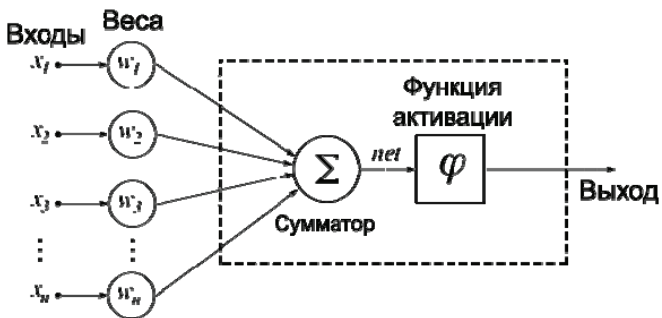 Входы
Веса
x1
w1
x2
w2
x3
w3
xn
wn
Σ
Сумматор
net
Функция
активации
φ
Выход